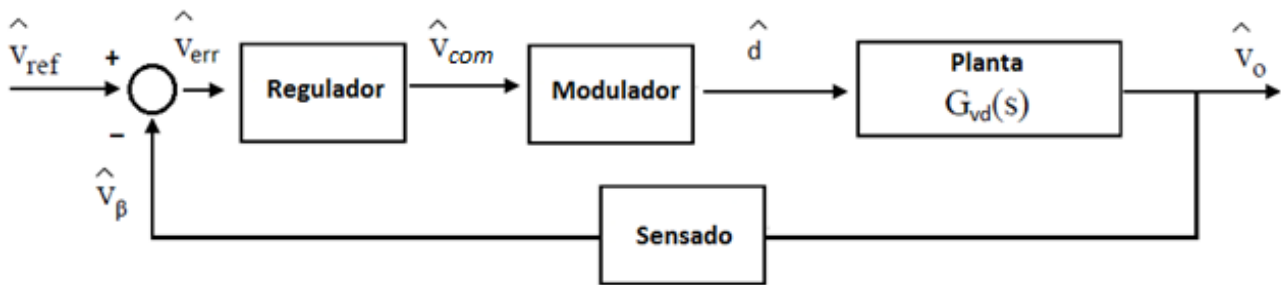 v̂ref
+
−
v̂err
Regulador
v̂com
Modulador
d̂
Planta
Gvd(s)
v̂o
v̂β
Sensado